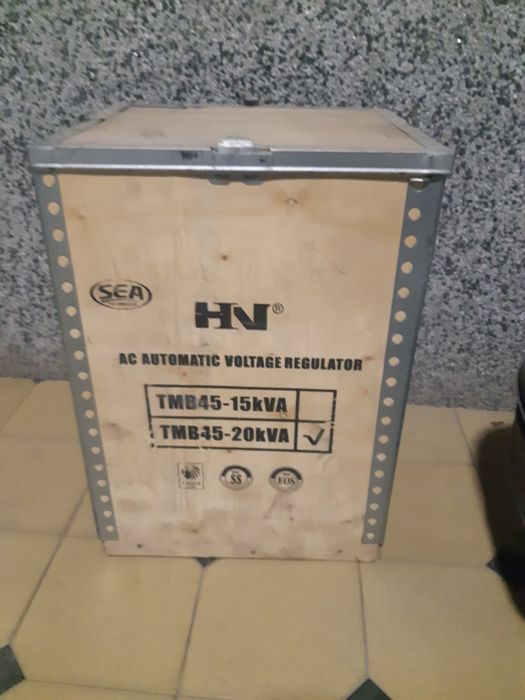 SEA
HN®
AC AUTOMATIC VOLTAGE REGULATOR
TMB45-15kVA
TMB45-20kVA ✓
SS
EOS